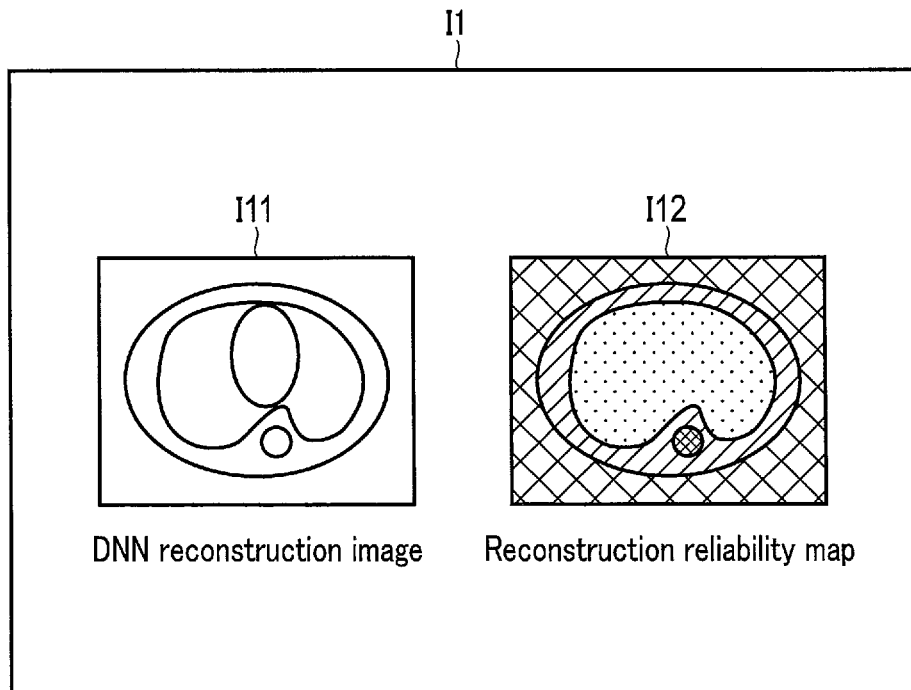 I1
I11
I12
DNN reconstruction image
Reconstruction reliability map